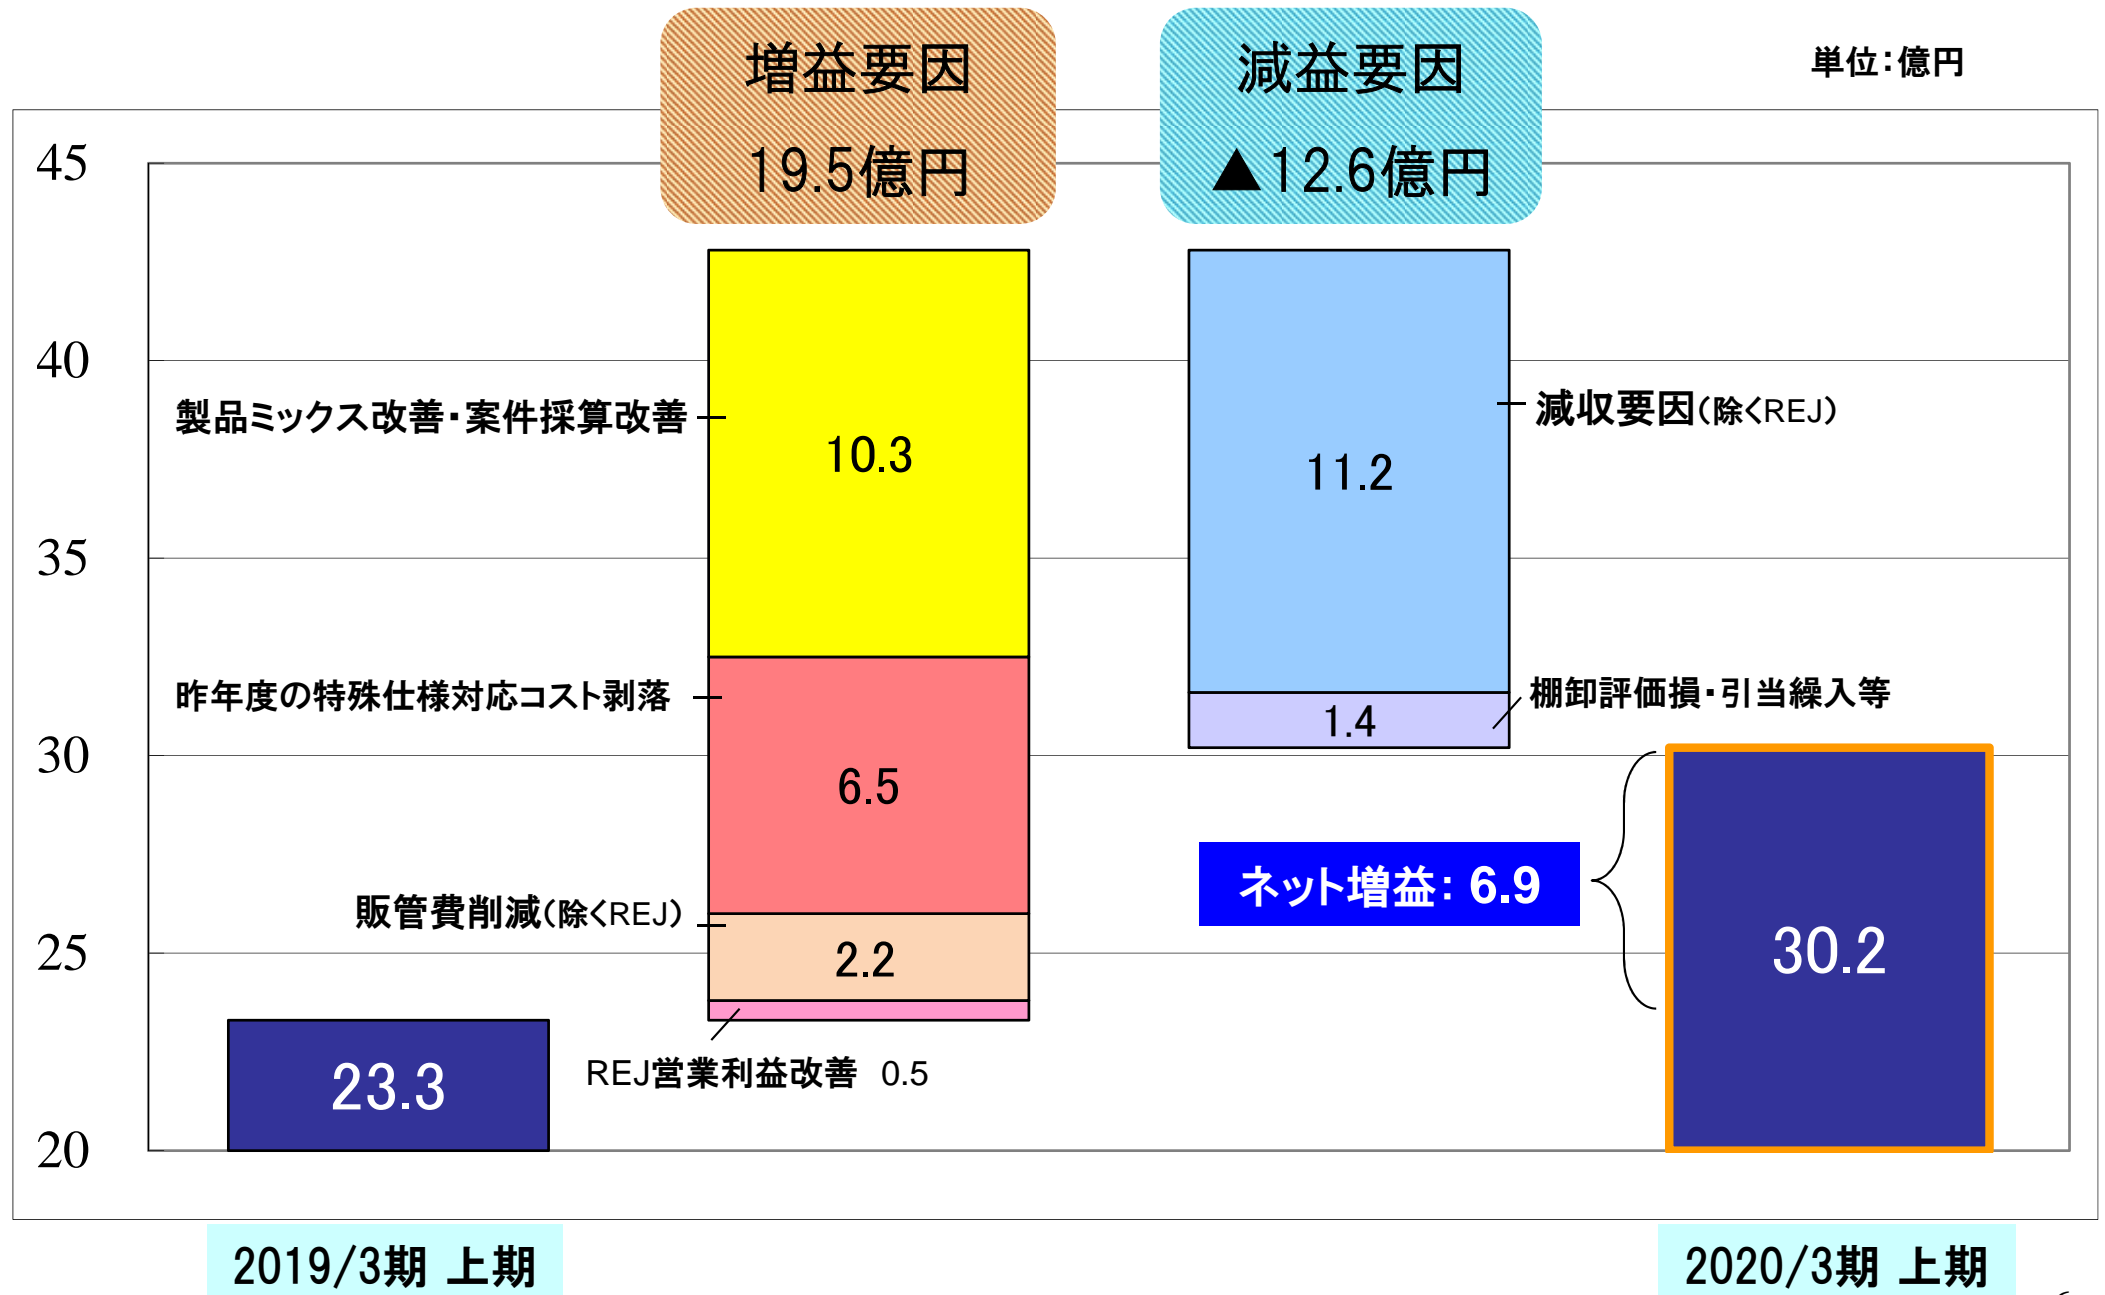 増益要因
19.5億円
減益要因
▲12.6億円
単位：億円
45
40
35
30
25
20
製品ミックス改善・案件採算改善
10.3
昨年度の特殊仕様対応コスト剥落
6.5
販管費削減（除くREJ）
2.2
REJ営業利益改善 0.5
11.2
減収要因（除くREJ）
1.4
棚卸評価損・引当繰入等
ネット増益：6.9
23.3
30.2
2019/3期 上期
2020/3期 上期